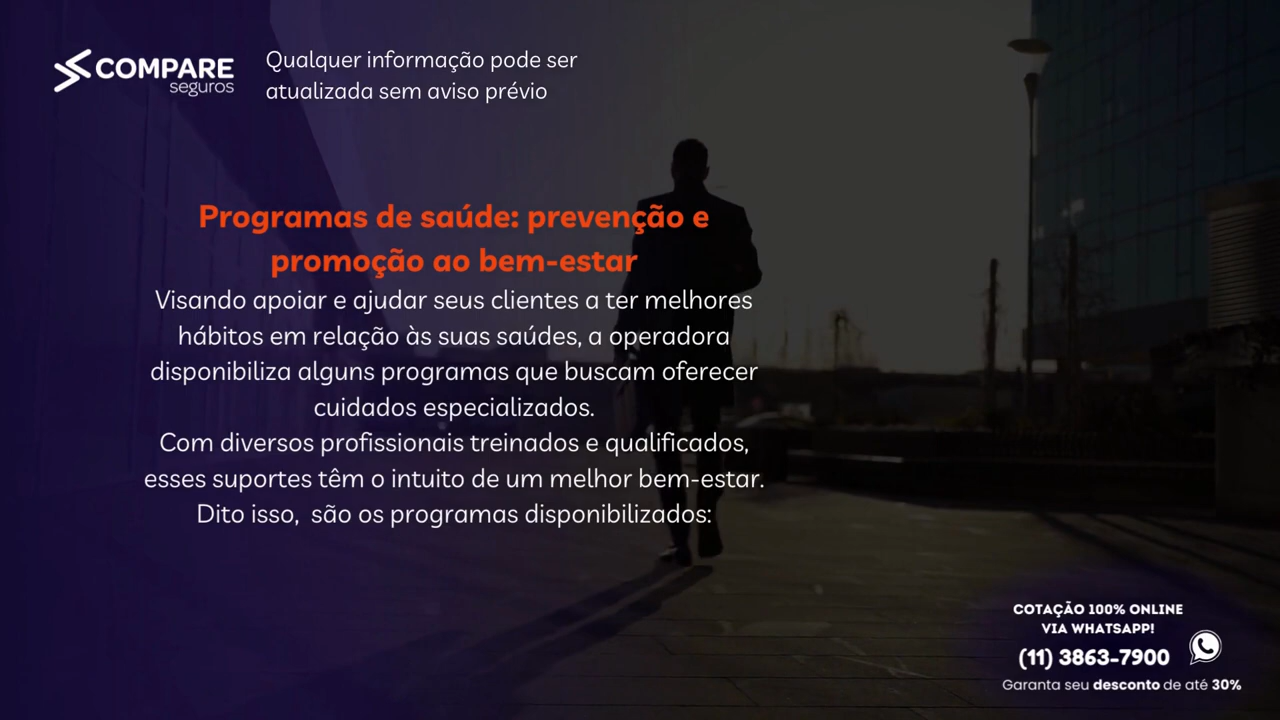 COMPARE
seguros
Qualquer informação pode ser
atualizada sem aviso prévio
Programas de saúde: prevenção e
promoção ao bem-estar
Visando apoiar e ajudar seus clientes a ter melhores
hábitos em relação às suas saúdes, a operadora
disponibiliza alguns programas que buscam oferecer
cuidados especializados.
Com diversos profissionais treinados e qualificados,
esses suportes têm o intuito de um melhor bem-estar.
Dito isso,  são os programas disponibilizados:
COTAÇÃO 100% ONLINE
VIA WHATSAPP!
(11) 3863-7900
Garanta seu desconto de até 30%